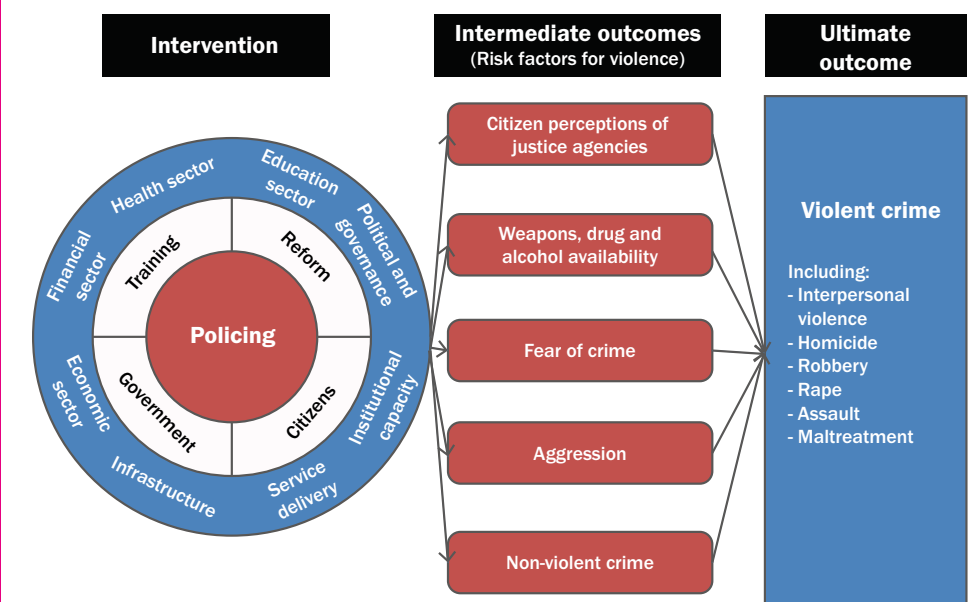 Intervention
Intermediate outcomes
(Risk factors for violence)
Ultimate
outcome
Health sector
Education
sector
Political and
governance
Institutional
capacity
Service
delivery
Infrastructure
Economic
sector
Financial
sector
Training
Reform
Citizens
Government
Policing
Citizen perceptions of
justice agencies
Weapons, drug and
alcohol availability
Fear of crime
Aggression
Non-violent crime
Violent crime
Including:
- Interpersonal
violence
- Homicide
- Robbery
- Rape
- Assault
- Maltreatment